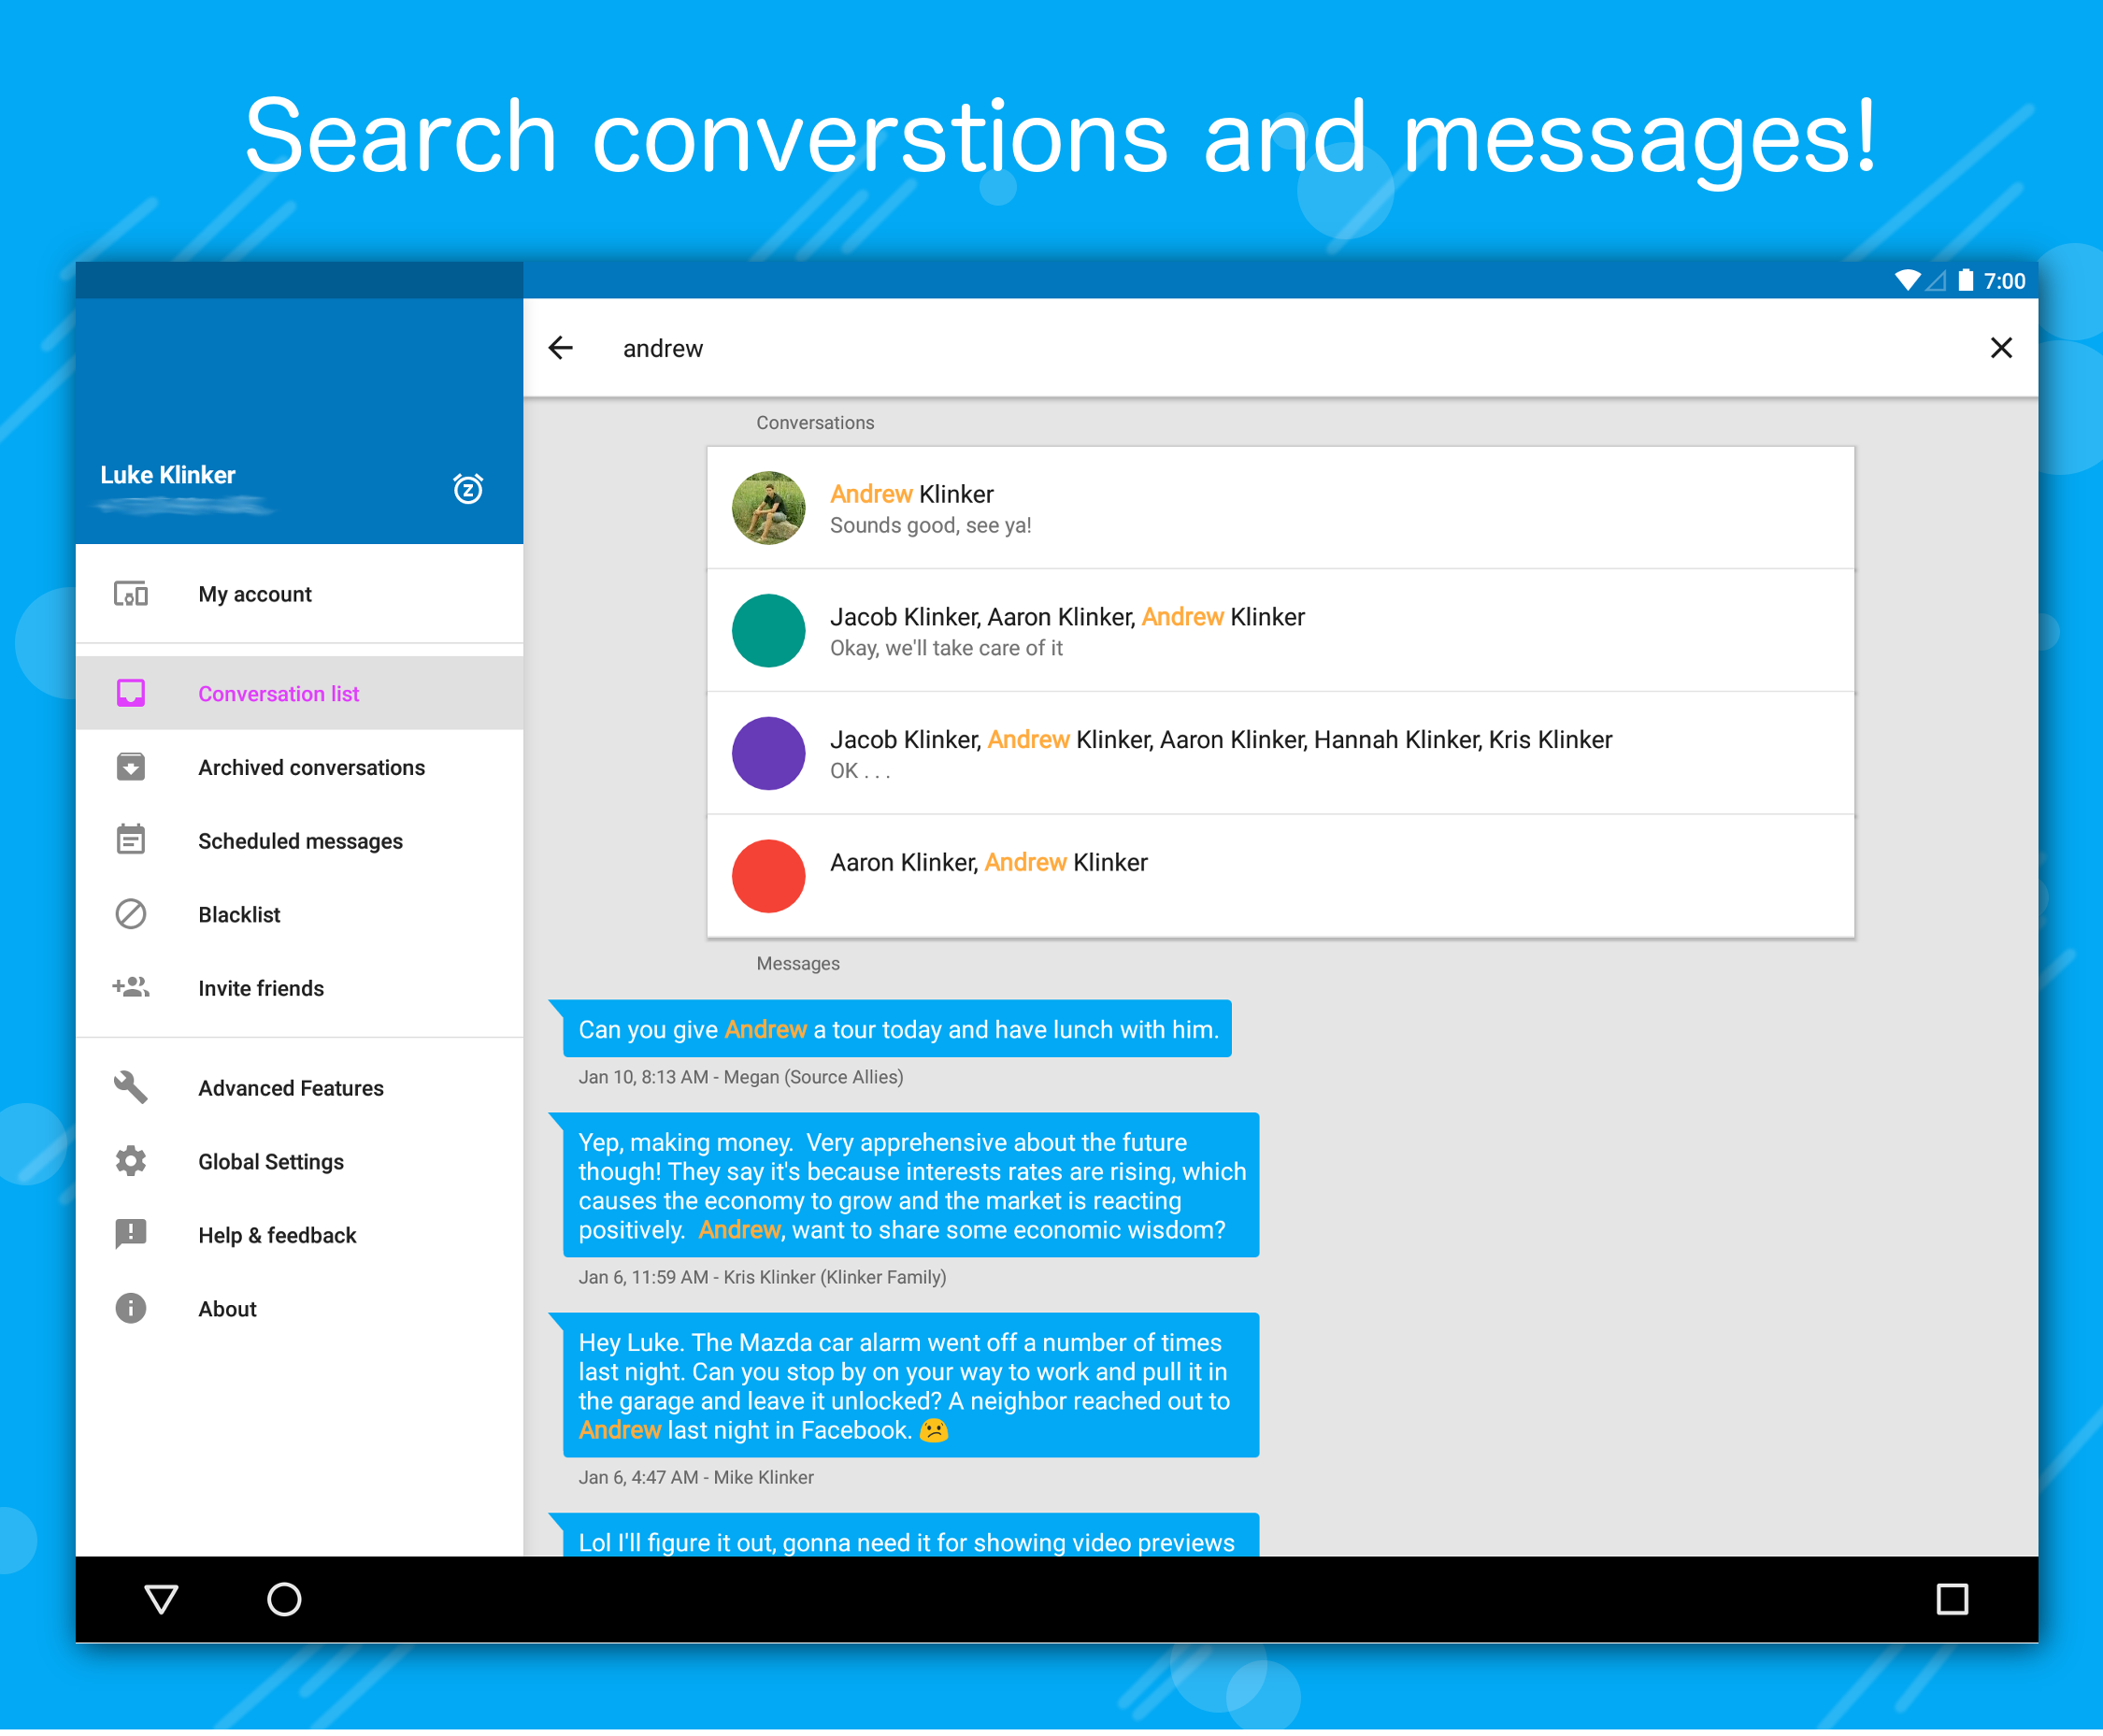 Search converstions and messages!
7:00
andrew
Luke Klinker
My account
Conversation list
Archived conversations
Scheduled messages
Blacklist
Invite friends
Advanced Features
Global Settings
Help & feedback
About
Conversations
Andrew Klinker
Sounds good, see ya!
Jacob Klinker, Aaron Klinker, Andrew Klinker
Okay, we'll take care of it
Jacob Klinker, Andrew Klinker, Aaron Klinker, Hannah Klinker, Kris Klinker
OK . . .
Aaron Klinker, Andrew Klinker
Messages
Can you give Andrew a tour today and have lunch with him.
Jan 10, 8:13 AM - Megan (Source Allies)
Yep, making money.  Very apprehensive about the future
though! They say it's because interests rates are rising, which
causes the economy to grow and the market is reacting
positively.  Andrew, want to share some economic wisdom?
Jan 6, 11:59 AM - Kris Klinker (Klinker Family)
Hey Luke. The Mazda car alarm went off a number of times
last night. Can you stop by on your way to work and pull it in
the garage and leave it unlocked? A neighbor reached out to
Andrew last night in Facebook. 😕
Jan 6, 4:47 AM - Mike Klinker
Lol I'll figure it out, gonna need it for showing video previews